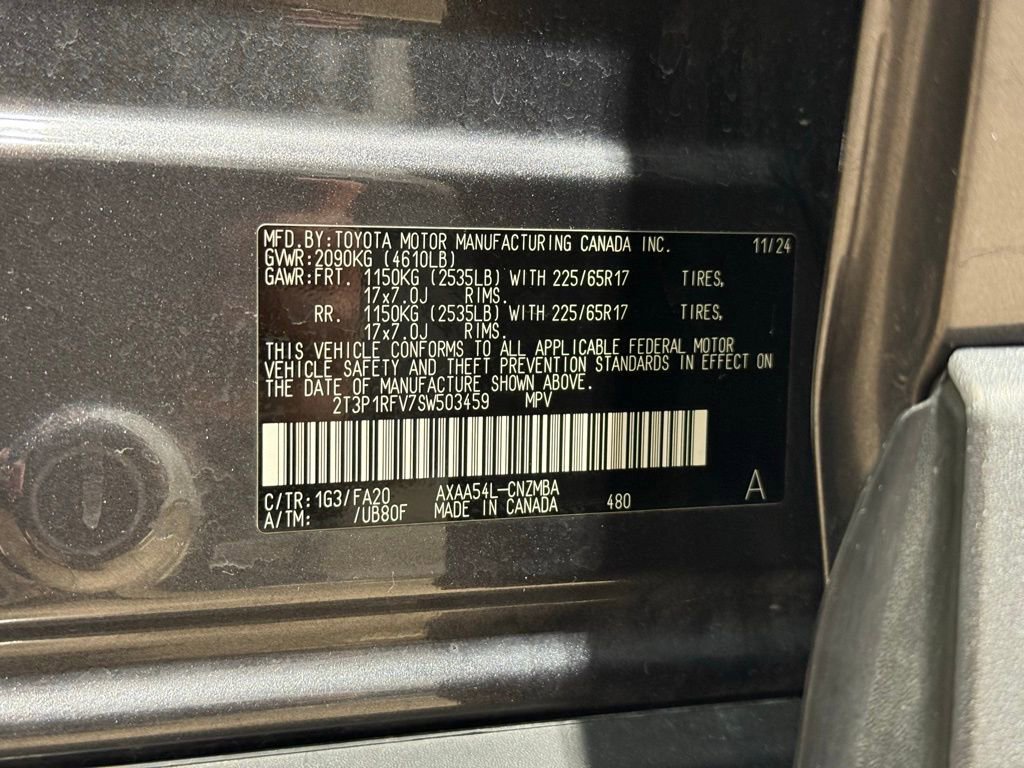 MFD.BY:TOYOTA MOTOR MANUFACTURING CANADA INC. 11/24
GVWR:2090KG (4610LB)
GAWR:FRT. 1150KG (2535LB) WITH 225/65R17 TIRES,
17x7.0J RIMS.
RR. 1150KG (2535LB) WITH 225/65R17 TIRES,
17x7.0J RIMS.
THIS VEHICLE CONFORMS TO ALL APPLICABLE FEDERAL MOTOR
VEHICLE SAFETY AND THEFT PREVENTION STANDARDS IN EFFECT ON
THE DATE OF MANUFACTURE SHOWN ABOVE.
2T3P1RFV7SW503459 MPV
C/TR:1G3/FA20 AXAA54L-CNZMBA A
A/TM: /UB80F MADE IN CANADA 480